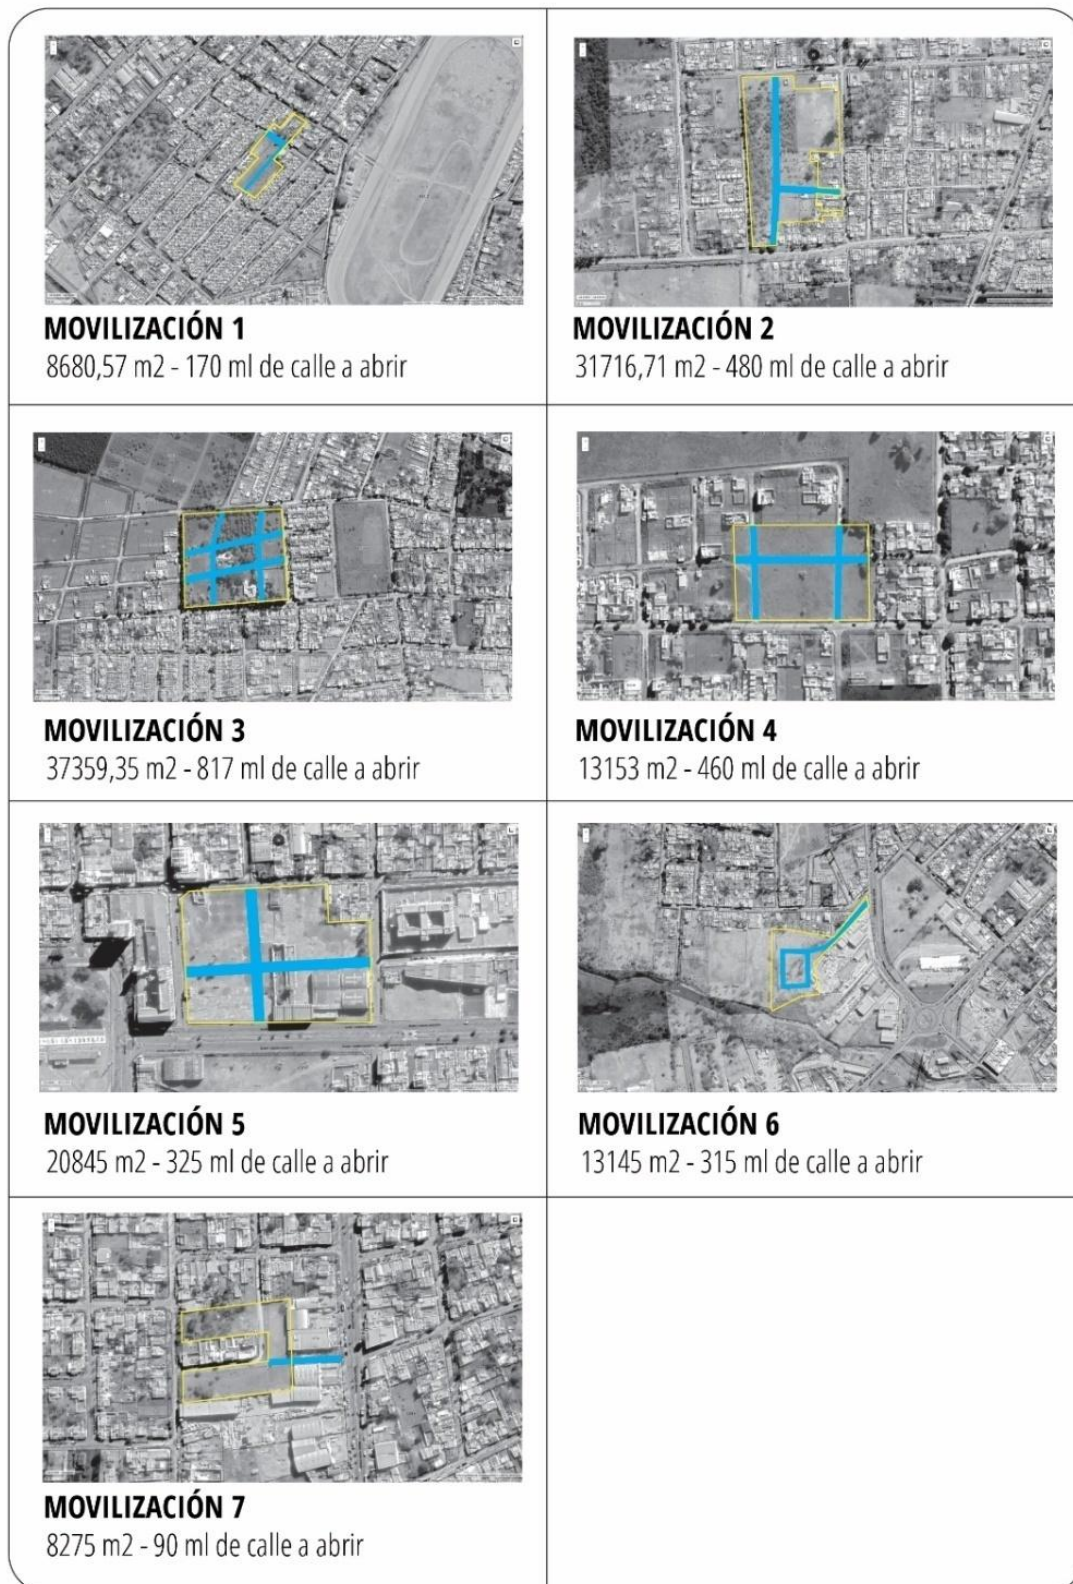 MOVILIZACIÓN 1
8680,57 m2 - 170 ml de calle a abrir
MOVILIZACIÓN 2
31716,71 m2 - 480 ml de calle a abrir
MOVILIZACIÓN 3
37359,35 m2 - 817 ml de calle a abrir
MOVILIZACIÓN 4
13153 m2 - 460 ml de calle a abrir
MOVILIZACIÓN 5
20845 m2 - 325 ml de calle a abrir
MOVILIZACIÓN 6
13145 m2 - 315 ml de calle a abrir
MOVILIZACIÓN 7
8275 m2 - 90 ml de calle a abrir